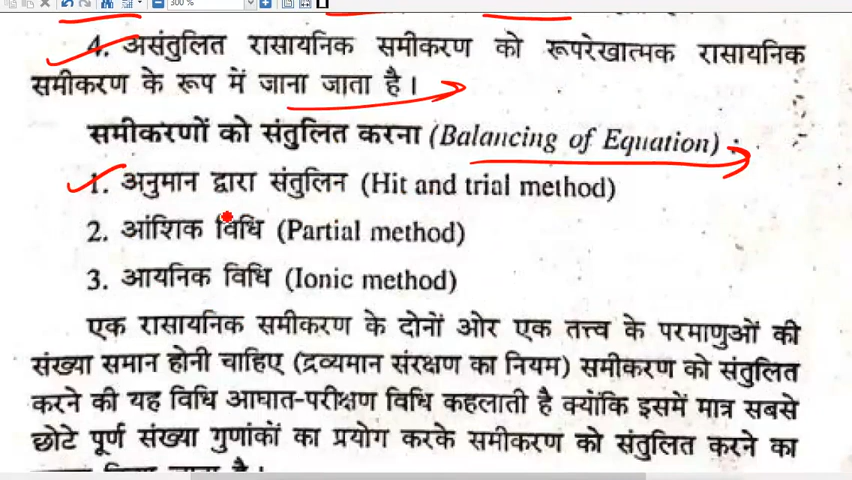 300 %
4. असंतुलित रासायनिक समीकरण को रूपरेखात्मक रासायनिक
समीकरण के रूप में जाना जाता है।
समीकरणों को संतुलित करना (Balancing of Equation) :
1. अनुमान द्वारा संतुलिन (Hit and trial method)
2. आंशिक विधि (Partial method)
3. आयनिक विधि (Ionic method)
एक रासायनिक समीकरण के दोनों ओर एक तत्त्व के परमाणुओं की
संख्या समान होनी चाहिए (द्रव्यमान संरक्षण का नियम) समीकरण को संतुलित
करने की यह विधि आघात-परीक्षण विधि कहलाती है क्योंकि इसमें मात्र सबसे
छोटे पूर्ण संख्या गुणांकों का प्रयोग करके समीकरण को संतुलित करने का